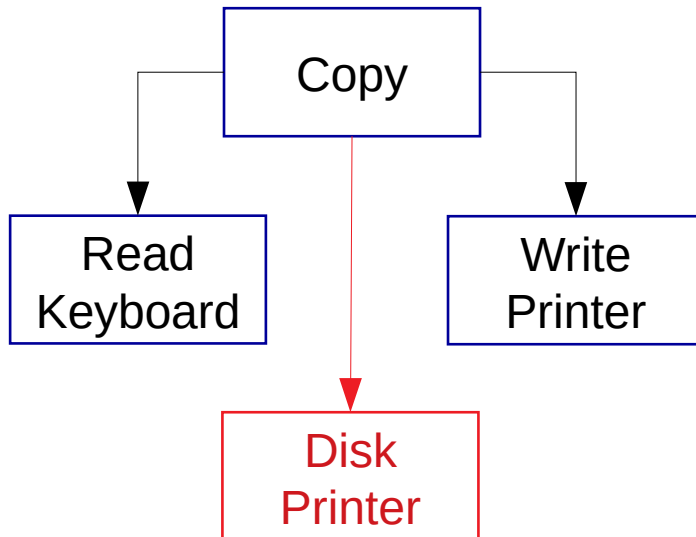 Copy
Read
Keyboard
Write
Printer
Disk
Printer